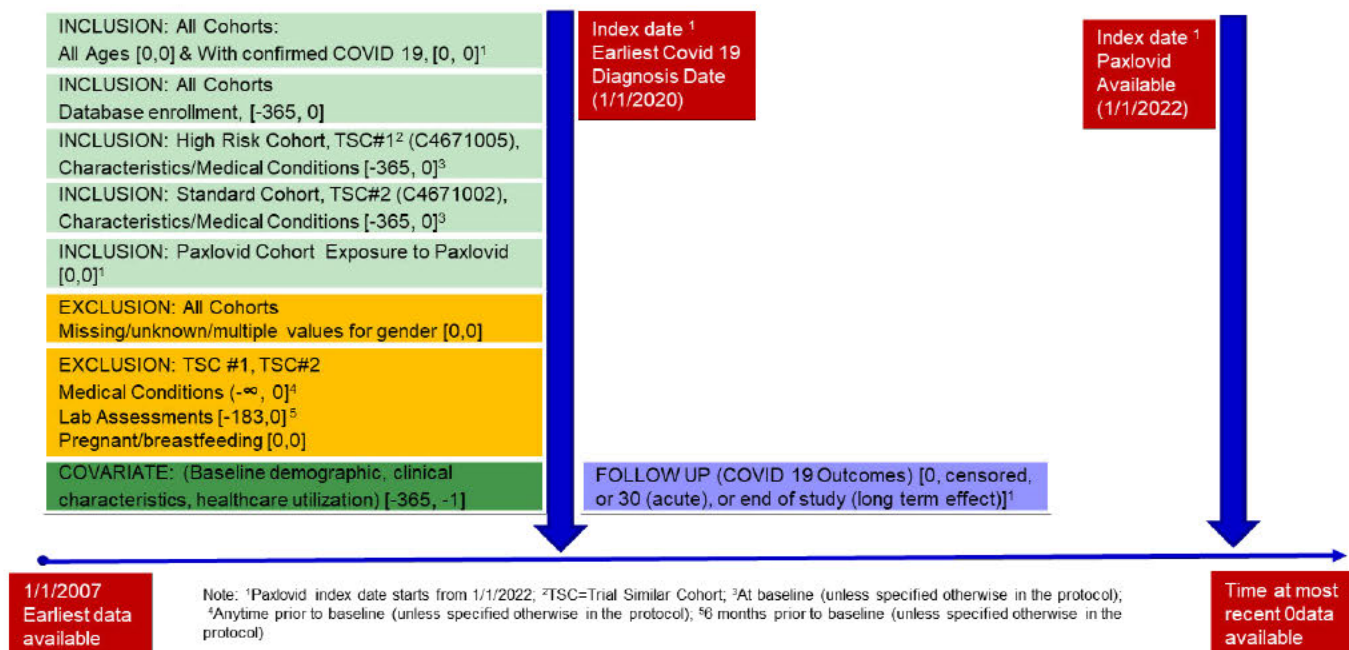 INCLUSION: All Cohorts:
All Ages [0,0] & With confirmed COVID 19, [0, 0]¹
INCLUSION: All Cohorts
Database enrollment, [-365, 0]
INCLUSION: High Risk Cohort, TSC#1² (C4671005),
Characteristics/Medical Conditions [-365, 0]³
INCLUSION: Standard Cohort, TSC#2 (C4671002),
Characteristics/Medical Conditions [-365, 0]³
INCLUSION: Paxlovid Cohort Exposure to Paxlovid
[0,0]¹
EXCLUSION: All Cohorts
Missing/unknown/multiple values for gender [0,0]
EXCLUSION: TSC #1, TSC#2
Medical Conditions (-∞, 0]⁴
Lab Assessments [-183,0]⁵
Pregnant/breastfeeding [0,0]
COVARIATE: (Baseline demographic, clinical
characteristics, healthcare utilization) [-365, -1]
Index date ¹
Earliest Covid 19
Diagnosis Date
(1/1/2020)
Index date ¹
Paxlovid
Available
(1/1/2022)
FOLLOW UP (COVID 19 Outcomes) [0, censored,
or 30 (acute), or end of study (long term effect)]¹
1/1/2007
Earliest data
available
Note: ¹Paxlovid index date starts from 1/1/2022; ²TSC=Trial Similar Cohort; ³At baseline (unless specified otherwise in the protocol);
⁴Anytime prior to baseline (unless specified otherwise in the protocol); ⁵6 months prior to baseline (unless specified otherwise in the
protocol)
Time at most
recent 0data
available